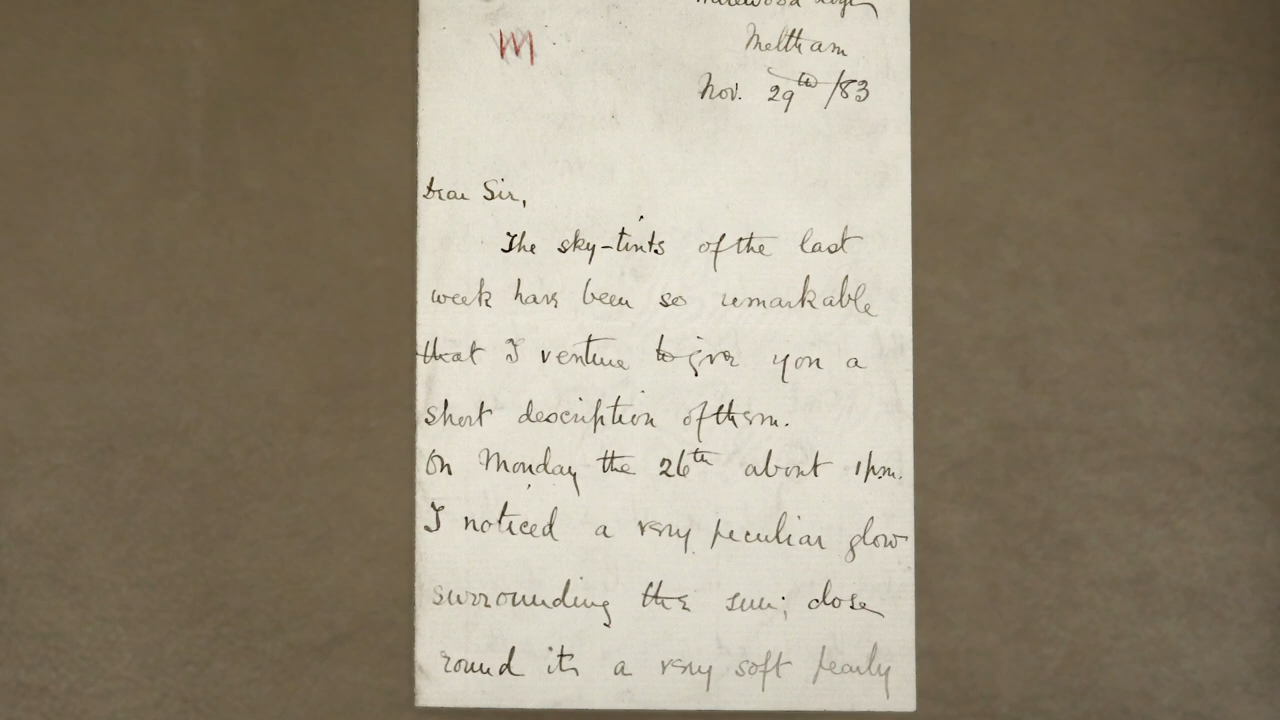 M
Meltham
Nov. 29th /83
Dear Sir,
The sky-tints of the last
week have been so remarkable
that I venture to give you a
short description of them.
On Monday the 26th about 1 p.m.
I noticed a very peculiar glow
surrounding the sun; close
round it a very soft pearly